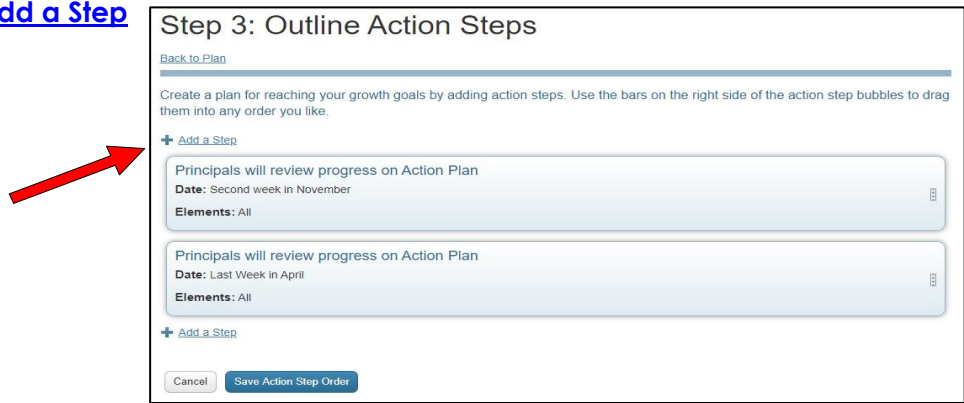 dd a Step
Step 3: Outline Action Steps
Back to Plan
Create a plan for reaching your growth goals by adding action steps. Use the bars on the right side of the action step bubbles to drag
them into any order you like.
+ Add a Step
Principals will review progress on Action Plan
Date: Second week in November
Elements: All
Principals will review progress on Action Plan
Date: Last Week in April
Elements: All
+ Add a Step
Cancel Save Action Step Order